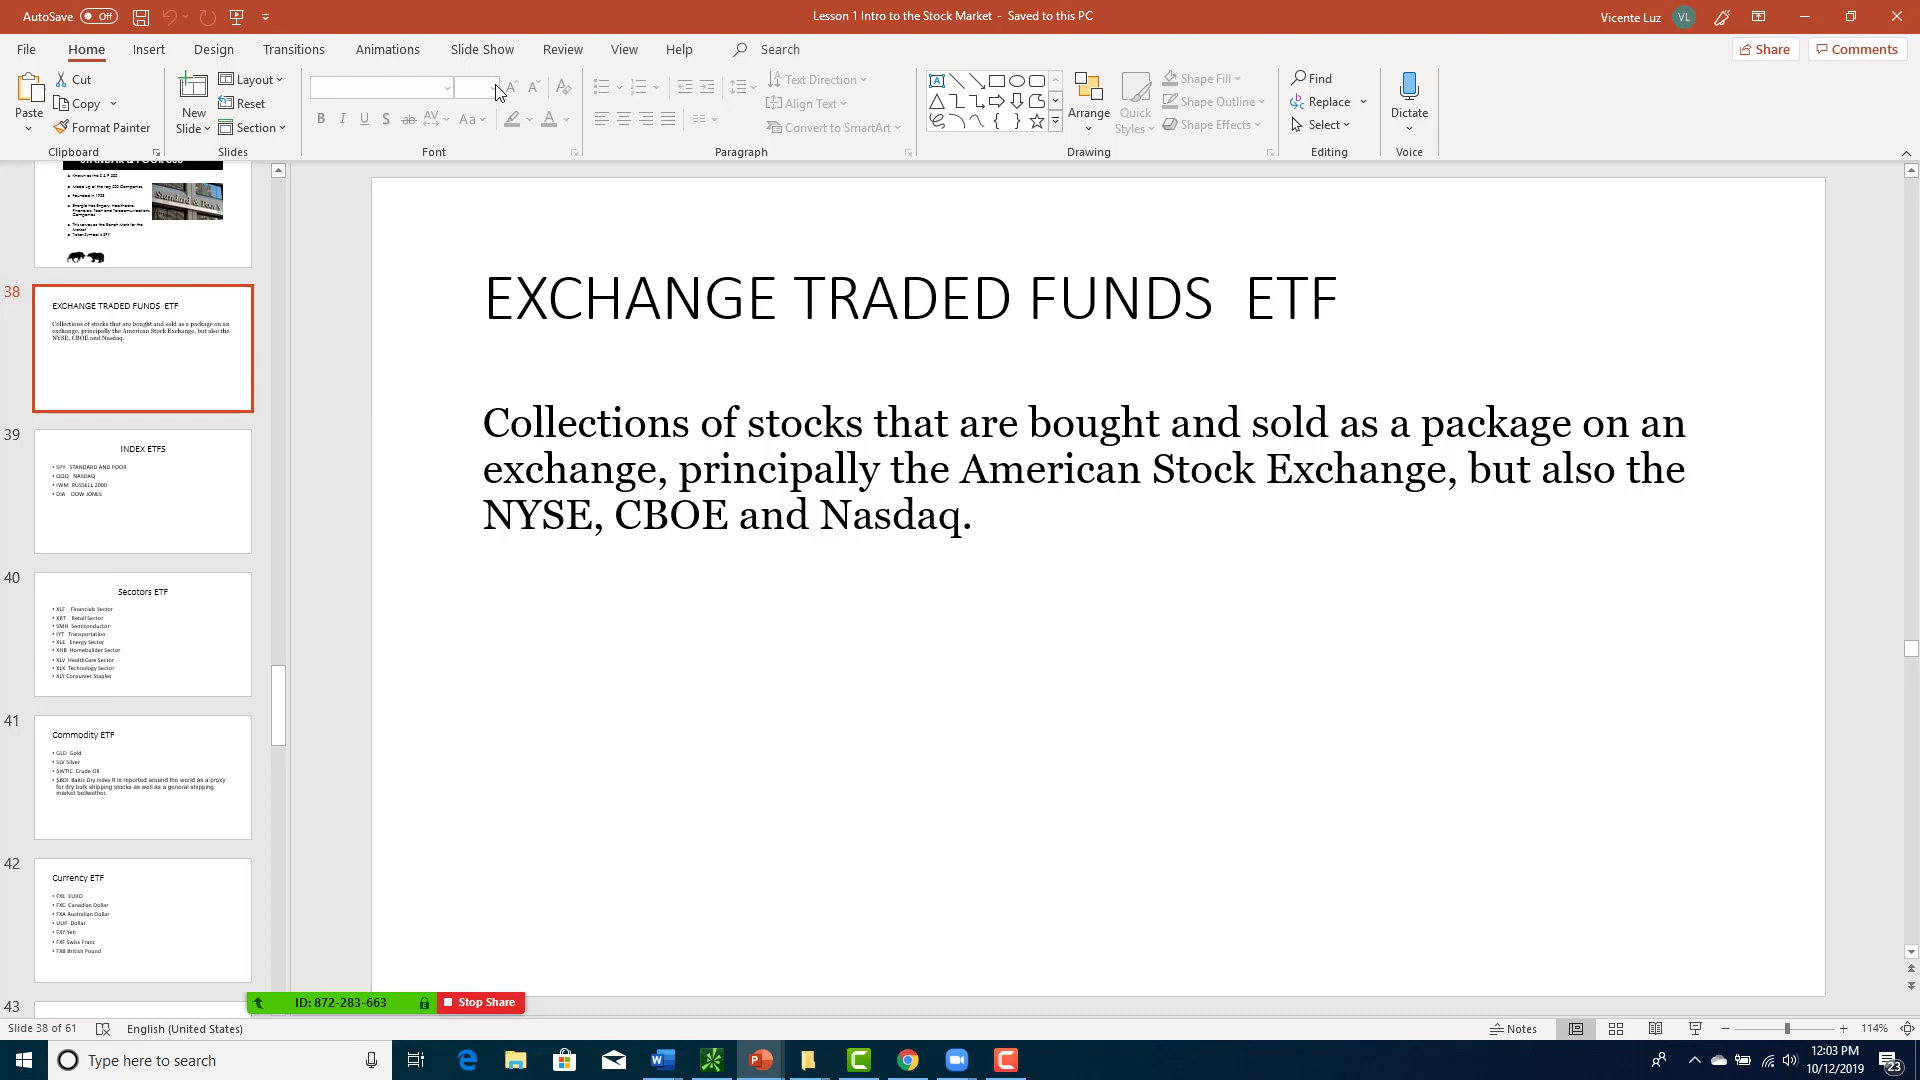 AutoSave Off
Lesson 1 Intro to the Stock Market - Saved to this PC
Vicente Luz VL
File Home Insert Design Transitions Animations Slide Show Review View Help Search
Share Comments
Paste
Cut
Copy
Format Painter
Clipboard
New Slide
Layout
Reset
Section
Slides
Font
Text Direction
Align Text
Convert to SmartArt
Paragraph
Arrange
Quick Styles
Shape Fill
Shape Outline
Shape Effects
Drawing
Find
Replace
Select
Editing
Dictate
Voice
Known as the S & P 500
Founded in 1923
Ticker Symbol is SPY
38
EXCHANGE TRADED FUNDS ETF
Collections of stocks that are bought and sold as a package on an
exchange, principally the American Stock Exchange, but also the
NYSE, CBOE and Nasdaq.
39
INDEX ETFS
• SPY STANDARD AND POOR
• QQQ NASDAQ
• IWM RUSSELL 2000
• DIA DOW JONES
40
Secotors ETF
• XLF Financials Sector
• XRT Retail Sector
• SMH Semiconductor
• IYT Transportation
• XLE Energy Sector
• XHB Homebuilder Sector
• XLV HealthCare Sector
• XLK Technology Sector
• XLY Consumer Staples
41
Commodity ETF
• GLD Gold
• SLV Silver
• $WTIC Crude Oil
• $BDI Baltic Dry Index It is reported around the world as a proxy
for dry bulk shipping stocks as well as a general shipping
market bellwether.
42
Currency ETF
• FXE EURO
• FXC Canadian Dollar
• FXA Australian Dollar
• UUP Dollar
• FXY Yen
• FXF Swiss Franc
• FXB British Pound
43
EXCHANGE TRADED FUNDS ETF
Collections of stocks that are bought and sold as a package on an
exchange, principally the American Stock Exchange, but also the
NYSE, CBOE and Nasdaq.
ID: 872-283-663
Stop Share
Slide 38 of 61
English (United States)
Notes
114%
Type here to search
12:03 PM
10/12/2019
23